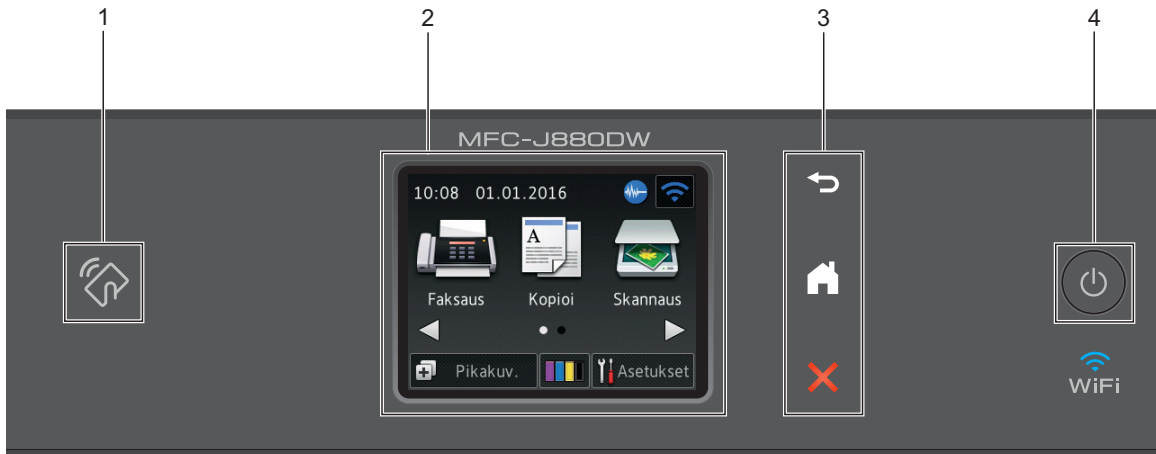 1 2 3 4
MFC-J880DW
10:08 01.01.2016
A
Faksaus Kopioi Skannaus
Pikakuv. Asetukset
WiFi